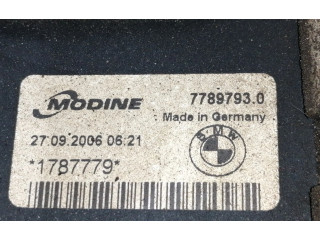 MODINE
7789793.0
Made in Germany
27.09.2006 06:21
BMW
*1787779*